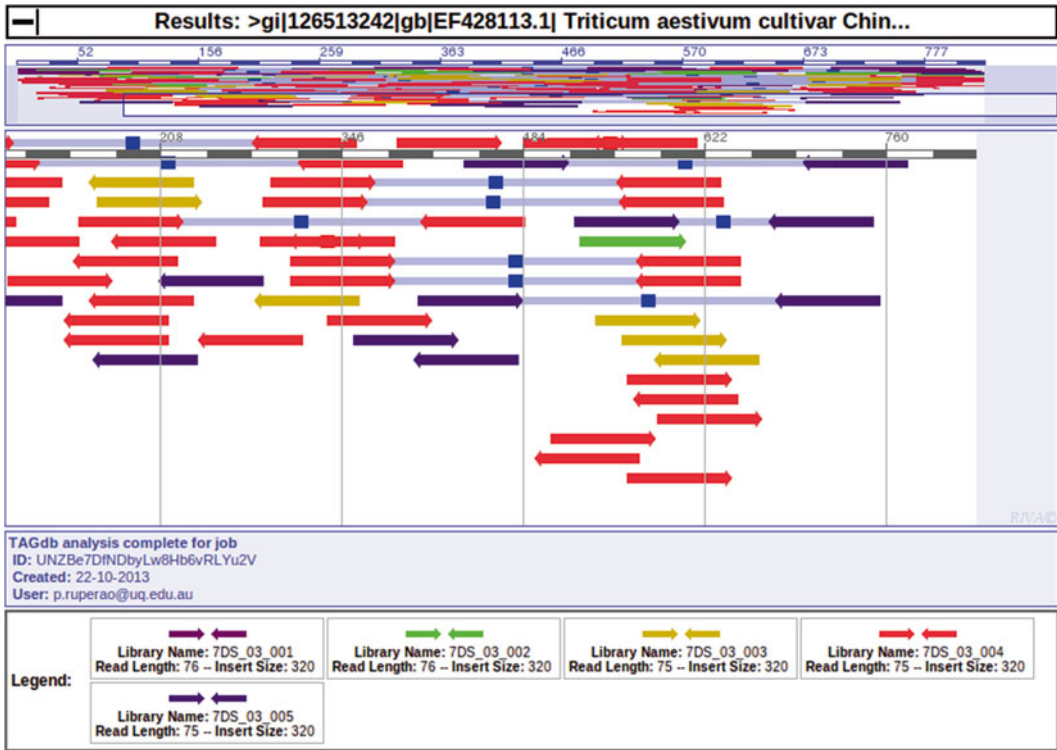 Results: >gi|126513242|gb|EF428113.1| Triticum aestivum cultivar Chin...
52 156 259 363 466 570 673 777
208 346 484 622 760
RIVA©
TAGdb analysis complete for job
ID: UNZBe7DfNDbyLw8Hb6vRLYu2V
Created: 22-10-2013
User: p.ruperao@uq.edu.au
Legend:
Library Name: 7DS_03_001
Read Length: 76 -- Insert Size: 320
Library Name: 7DS_03_002
Read Length: 76 -- Insert Size: 320
Library Name: 7DS_03_003
Read Length: 75 -- Insert Size: 320
Library Name: 7DS_03_004
Read Length: 75 -- Insert Size: 320
Library Name: 7DS_03_005
Read Length: 75 -- Insert Size: 320